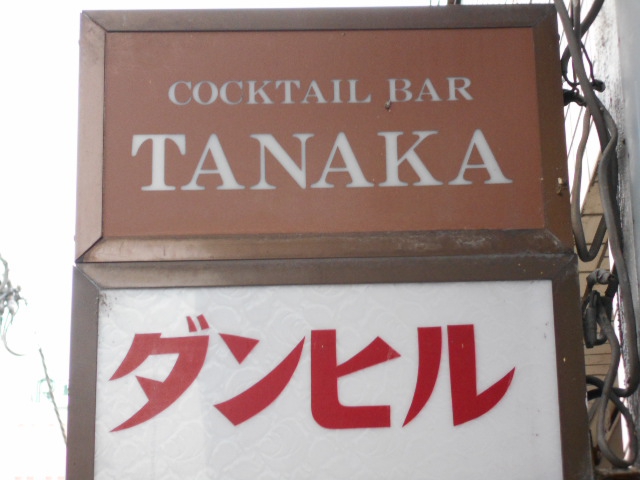 COCKTAIL BAR
TANAKA
ダンヒル